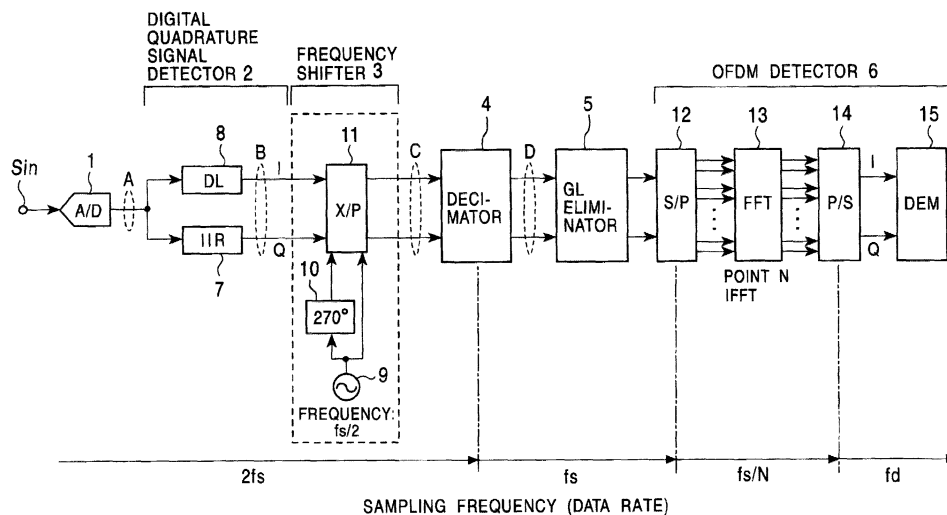 DIGITAL
QUADRATURE
SIGNAL
DETECTOR 2
FREQUENCY
SHIFTER 3
OFDM DETECTOR 6
Sin
1
A/D
A
8
DL
IIR
7
B
I
Q
11
X/P
10
270°
9
FREQUENCY:
fs/2
C
4
DECI-
MATOR
D
5
GL
ELIMI-
NATOR
12
S/P
13
FFT
POINT N
IFFT
14
P/S
I
Q
15
DEM
2fs
fs
fs/N
fd
SAMPLING FREQUENCY (DATA RATE)